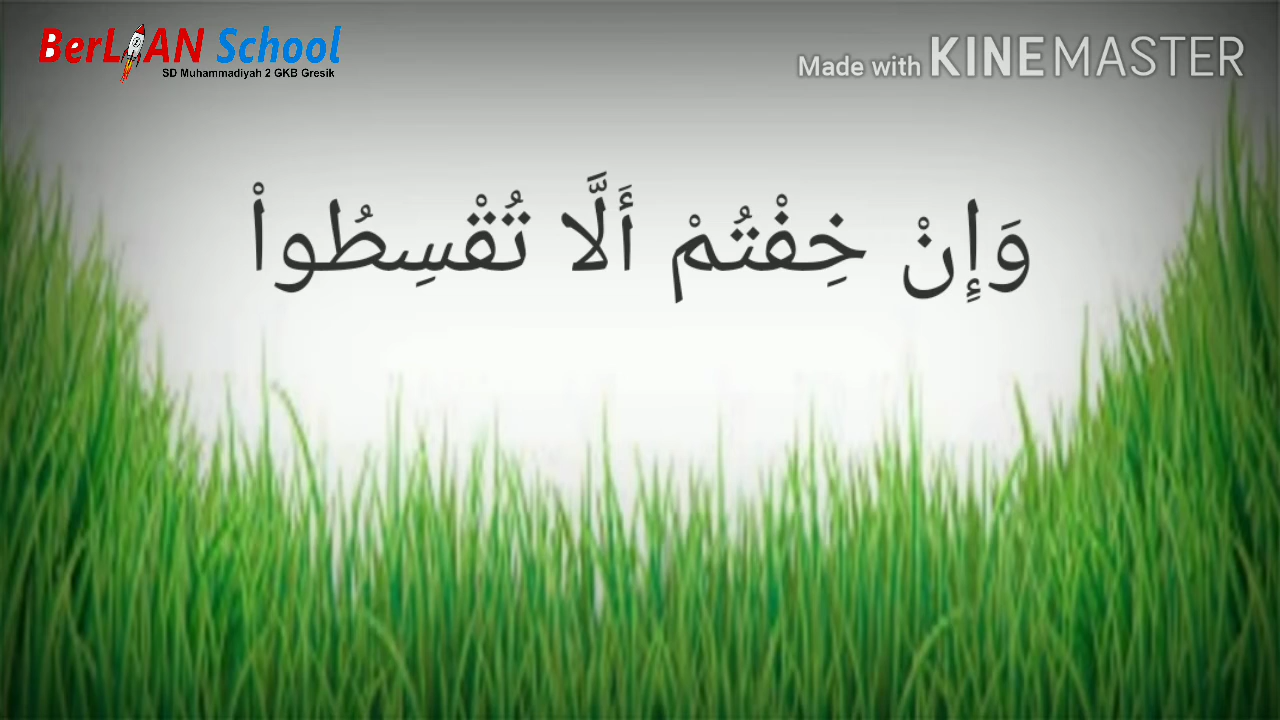 BerLIAN School
SD Muhammadiyah 2 GKB Gresik
Made with KINEMASTER
وَإِنْ خِفْتُمْ أَلَّا تُقْسِطُواْ